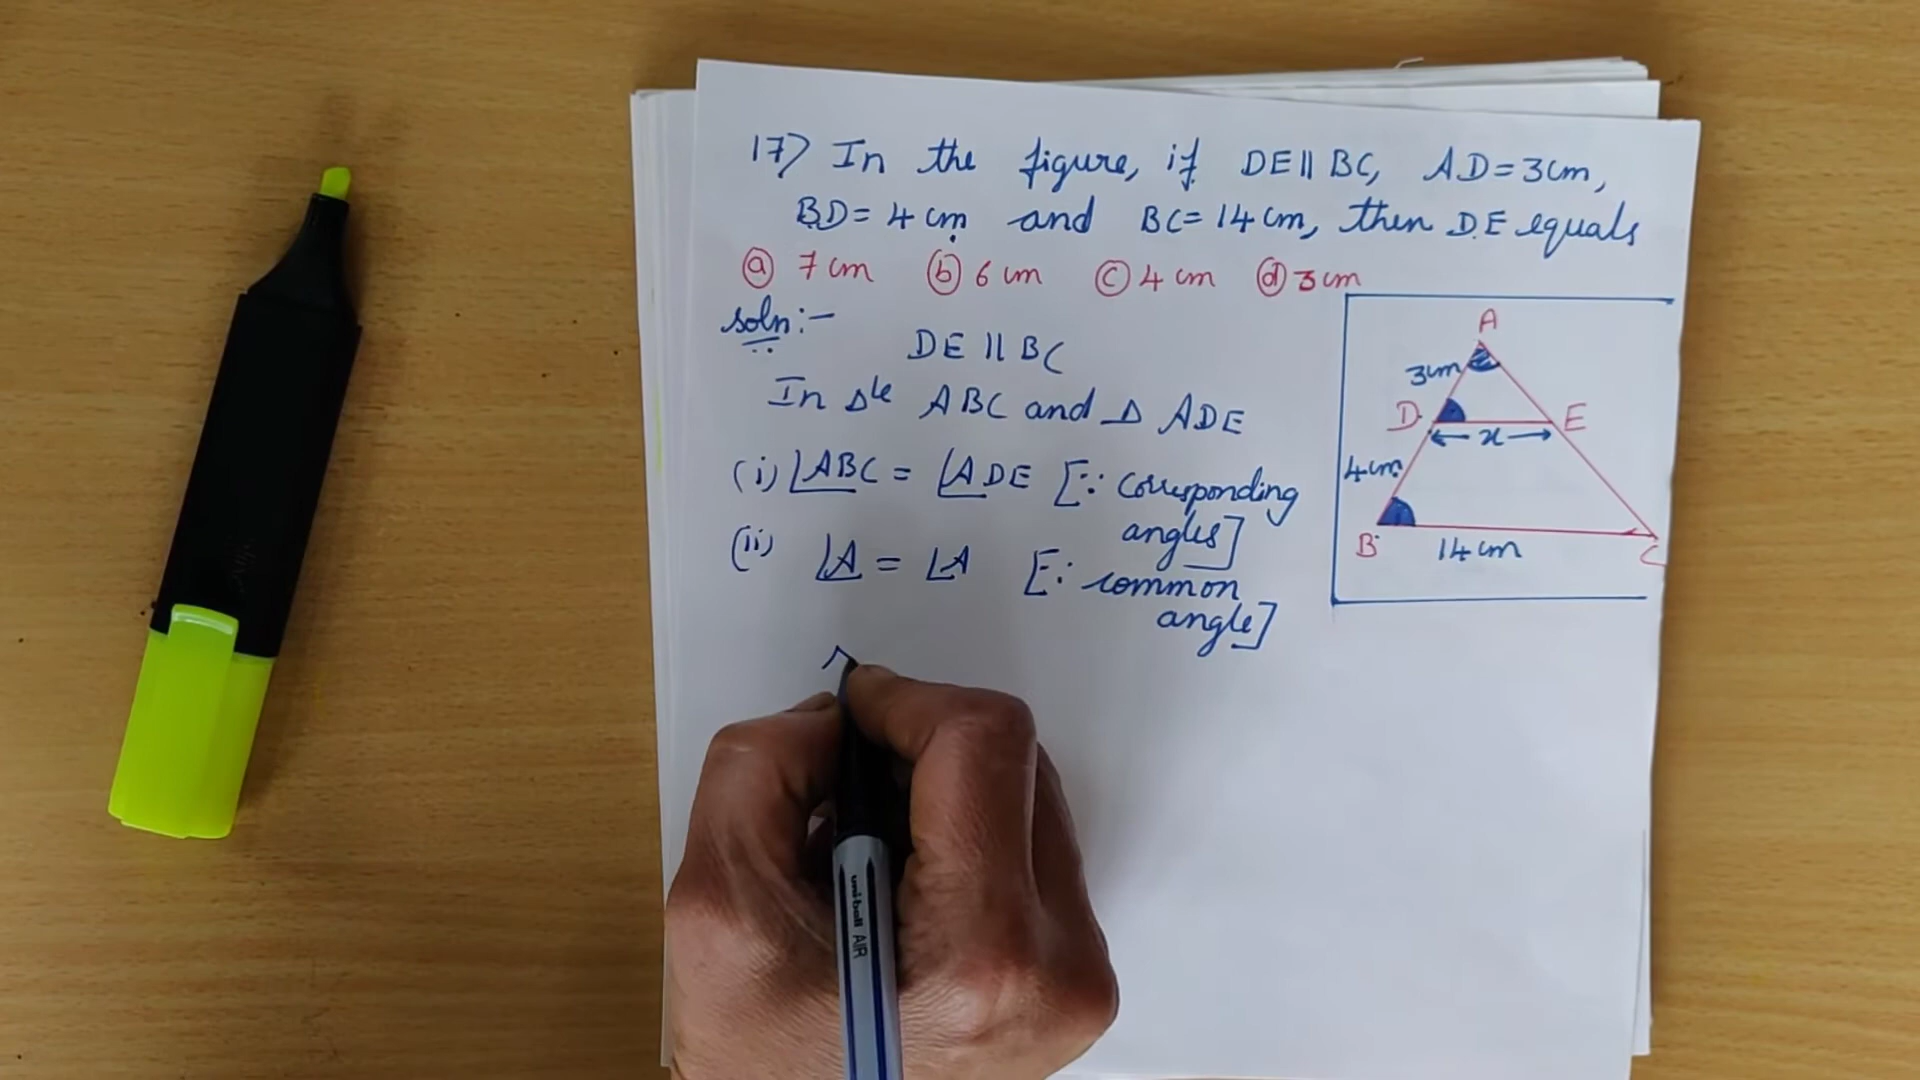 17) In the figure, if DE || BC, AD = 3cm,
BD = 4 cm and BC = 14 cm, then DE equals
(a) 7 cm (b) 6 cm (c) 4 cm (d) 3 cm
soln:-
DE || BC
In Δle ABC and Δ ADE
(i) ∠ABC = ∠ADE [∵ corresponding
angles]
(ii) ∠A = ∠A [∵ common
angle]
A
3cm
D E
x
4cm
B C
14 cm
uni-ball AIR